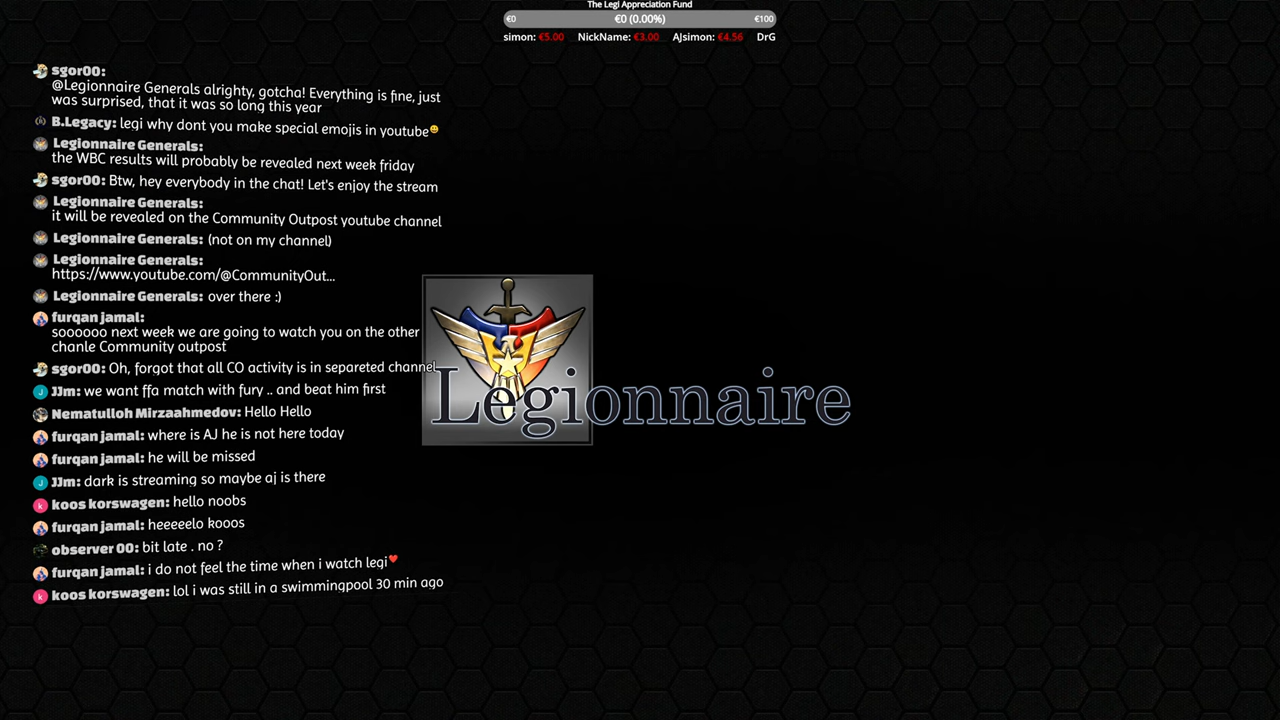 The Legi Appreciation Fund
€0 €0 (0.00%) €100
simon: €5.00 NickName: €3.00 AJsimon: €4.56 DrG
sgor00:
@Legionnaire Generals alrighty, gotcha! Everything is fine, just
was surprised, that it was so long this year
B.Legacy: legi why dont you make special emojis in youtube
Legionnaire Generals:
the WBC results will probably be revealed next week friday
sgor00: Btw, hey everybody in the chat! Let's enjoy the stream
Legionnaire Generals:
it will be revealed on the Community Outpost youtube channel
Legionnaire Generals: (not on my channel)
Legionnaire Generals:
https://www.youtube.com/@CommunityOut...
Legionnaire Generals: over there :)
furqan jamal:
soooooo next week we are going to watch you on the other
chanle Community outpost
sgor00: Oh, forgot that all CO activity is in separeted channel
J JJm: we want ffa match with fury .. and beat him first
Legionnaire
Nematulloh Mirzaahmedov: Hello Hello
furqan jamal: where is AJ he is not here today
furqan jamal: he will be missed
J JJm: dark is streaming so maybe aj is there
k koos korswagen: hello noobs
furqan jamal: heeeeelo kooos
observer 00: bit late . no ?
furqan jamal: i do not feel the time when i watch legi❤
k koos korswagen: lol i was still in a swimmingpool 30 min ago